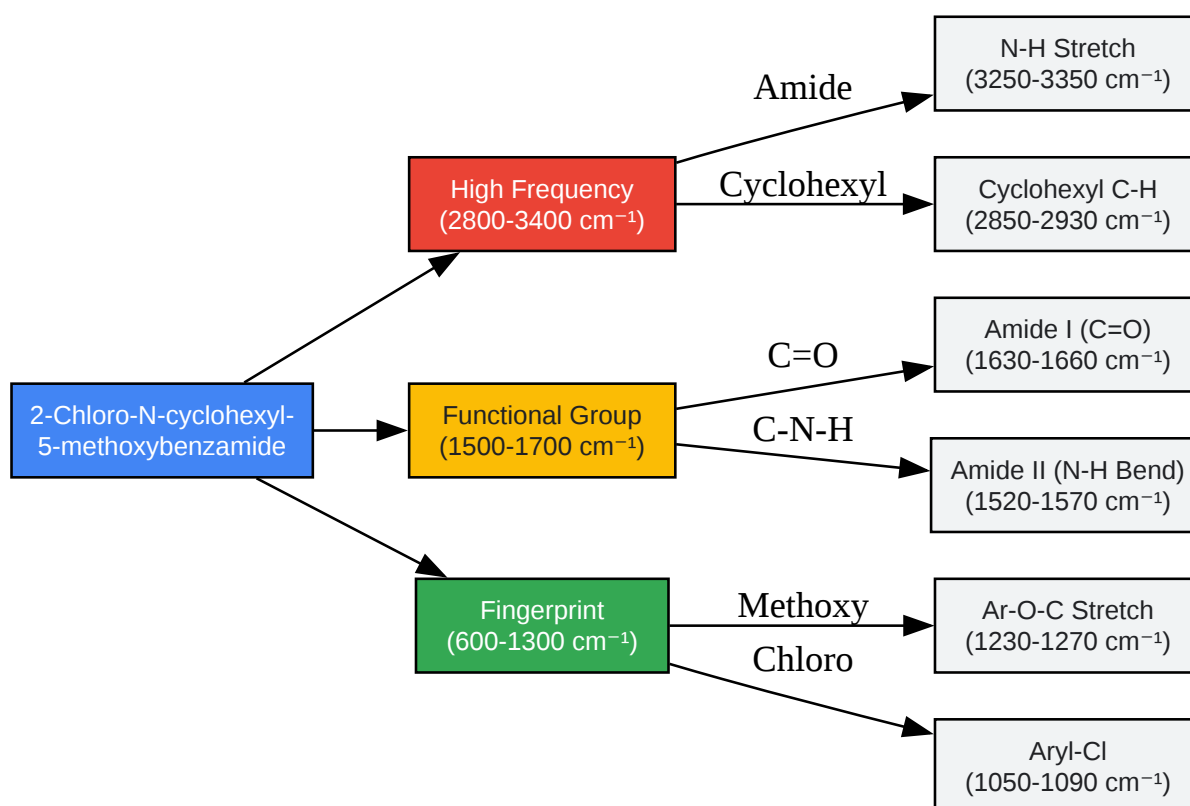 2-Chloro-N-cyclohexyl-
5-methoxybenzamide
High Frequency
(2800-3400 cm⁻¹)
Functional Group
(1500-1700 cm⁻¹)
Fingerprint
(600-1300 cm⁻¹)
Amide
Cyclohexyl
C=O
C-N-H
Methoxy
Chloro
N-H Stretch
(3250-3350 cm⁻¹)
Cyclohexyl C-H
(2850-2930 cm⁻¹)
Amide I (C=O)
(1630-1660 cm⁻¹)
Amide II (N-H Bend)
(1520-1570 cm⁻¹)
Ar-O-C Stretch
(1230-1270 cm⁻¹)
Aryl-Cl
(1050-1090 cm⁻¹)